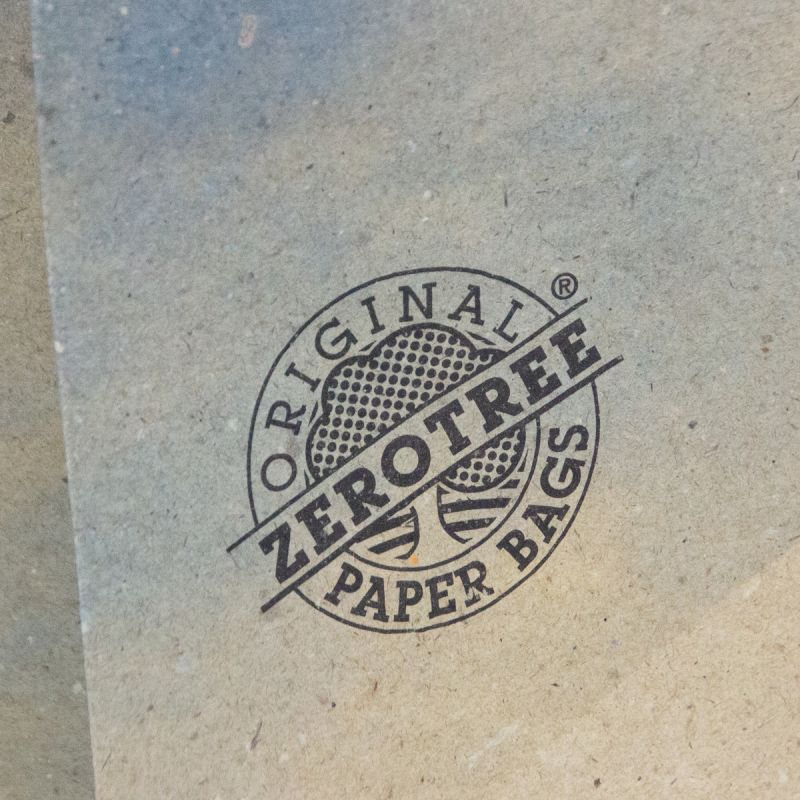 ORIGINAL
®
ZEROTREE
PAPER BAGS